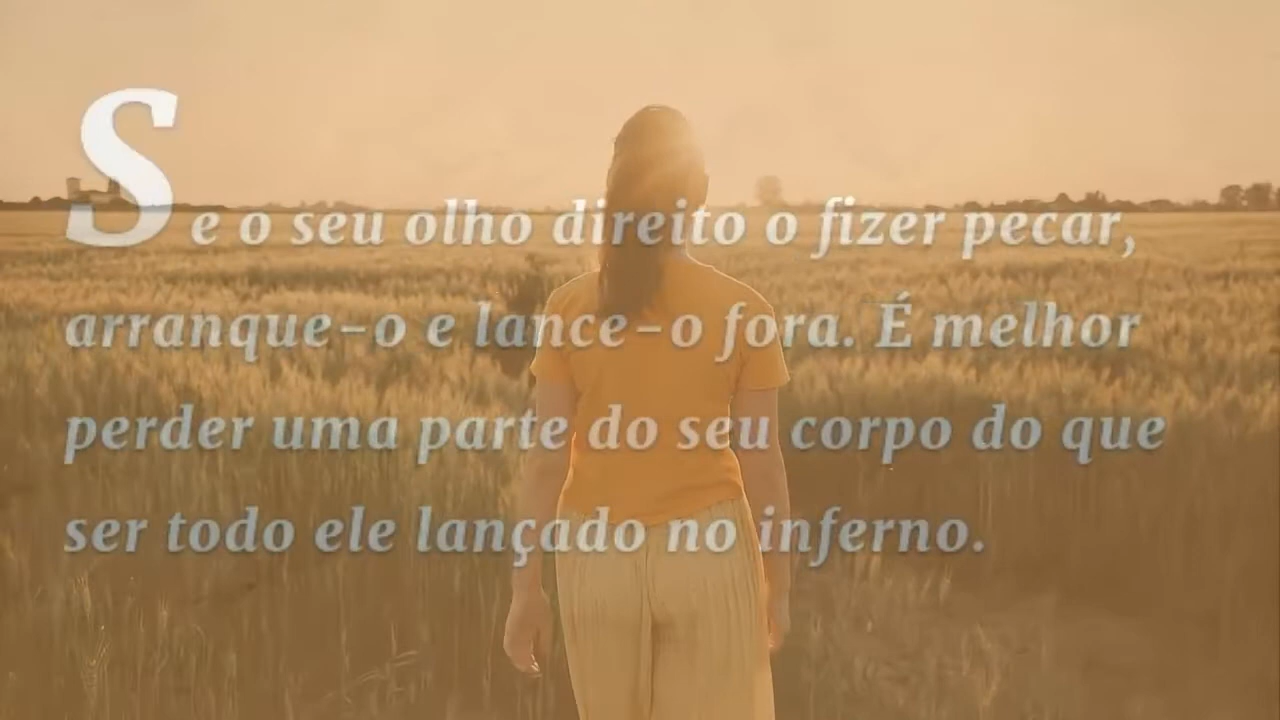 Se o seu olho direito o fizer pecar,
arranque-o e lance-o fora. É melhor
perder uma parte do seu corpo do que
ser todo ele lançado no inferno.